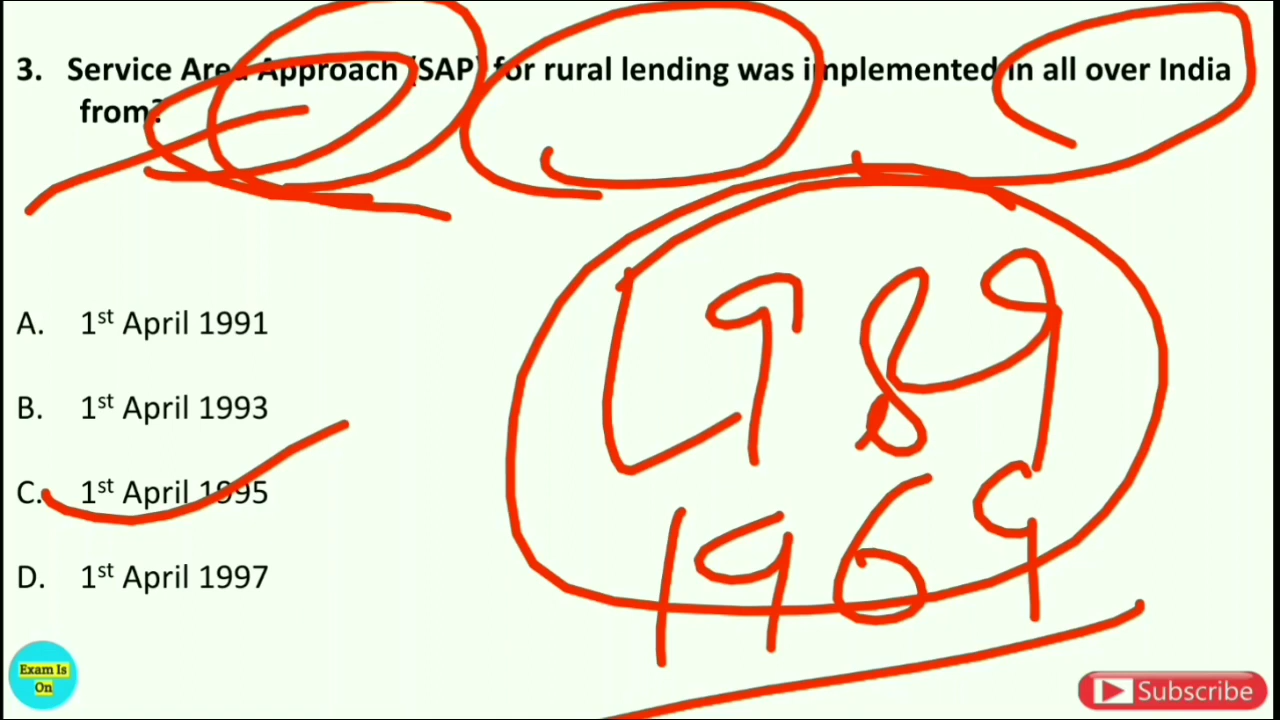 3. Service Area Approach (SAP) for rural lending was implemented in all over India
from?
A. 1st April 1991
B. 1st April 1993
C. 1st April 1995
D. 1st April 1997
1989
1969
Exam Is
On
Subscribe